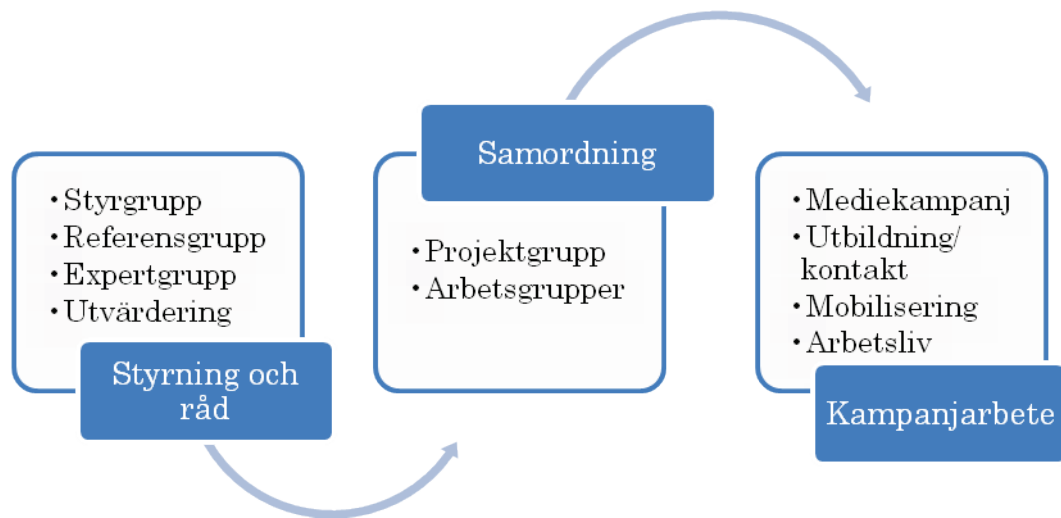 • Styrgrupp
• Referensgrupp
• Expertgrupp
• Utvärdering
Styrning och
råd
Samordning
• Projektgrupp
• Arbetsgrupper
• Mediekampanj
• Utbildning/
kontakt
• Mobilisering
• Arbetsliv
Kampanjarbete